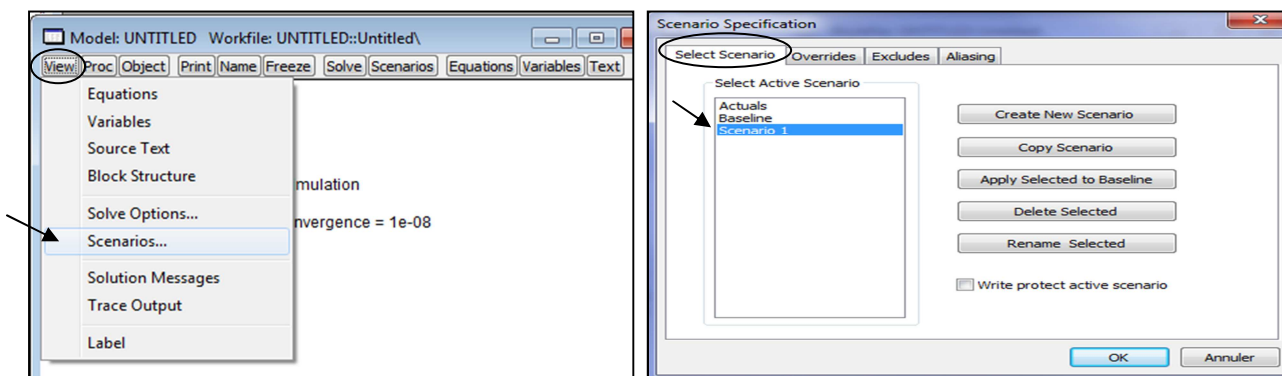 Model: UNTITLED Workfile: UNTITLED::Untitled\
View Proc Object Print Name Freeze Solve Scenarios Equations Variables Text
Equations
Variables
Source Text
Block Structure
mulation
Solve Options...
nvergence = 1e-08
Scenarios...
Solution Messages
Trace Output
Label
Scenario Specification
Select Scenario Overrides Excludes Aliasing
Select Active Scenario
Actuals
Baseline
Scenario 1
Create New Scenario
Copy Scenario
Apply Selected to Baseline
Delete Selected
Rename Selected
Write protect active scenario
OK Annuler